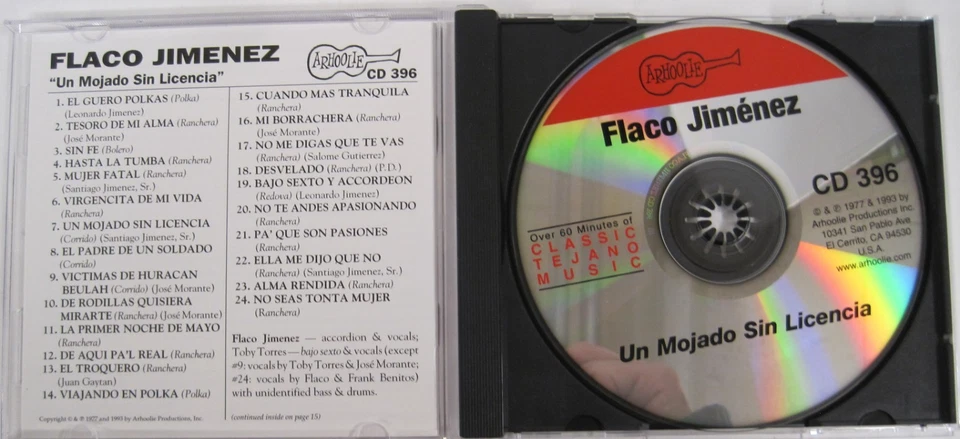 FLACO JIMENEZ
ARHOOLIE
"Un Mojado Sin Licencia"
CD 396
1. EL GUERO POLKAS (Polka)
(Leonardo Jimenez)
2. TESORO DE MI ALMA (Ranchera)
(José Morante)
3. SIN FE (Bolero)
4. HASTA LA TUMBA (Ranchera)
5. MUJER FATAL (Ranchera)
(Santiago Jimenez, Sr.)
6. VIRGENCITA DE MI VIDA
(Ranchera)
7. UN MOJADO SIN LICENCIA
(Corrido) (Santiago Jimenez, Sr.)
8. EL PADRE DE UN SOLDADO
(Corrido)
9. VICTIMAS DE HURACAN
BEULAH (Corrido) (José Morante)
10. DE RODILLAS QUISIERA
MIRARTE (Ranchera) (José Morante)
11. LA PRIMER NOCHE DE MAYO
(Ranchera)
12. DE AQUI PA'L REAL (Ranchera)
13. EL TROQUERO (Ranchera)
(Juan Gaytan)
14. VIAJANDO EN POLKA (Polka)
Copyright © & ℗ 1977 and 1993 by Arhoolie Productions, Inc.
15. CUANDO MAS TRANQUILA
(Ranchera)
16. MI BORRACHERA (Ranchera)
(José Morante)
17. NO ME DIGAS QUE TE VAS
(Ranchera) (Salome Gutierrez)
18. DESVELADO (Ranchera) (P.D.)
19. BAJO SEXTO Y ACCORDEON
(Redova) (Leonardo Jimenez)
20. NO TE ANDES APASIONANDO
(Ranchera)
21. PA' QUE SON PASIONES
(Ranchera)
22. ELLA ME DIJO QUE NO
(Ranchera) (Santiago Jimenez, Sr.)
23. ALMA RENDIDA (Ranchera)
24. NO SEAS TONTA MUJER
(Ranchera)
Flaco Jimenez — accordion & vocals;
Toby Torres — bajo sexto & vocals (except
#9: vocals by Toby Torres & José Morante;
#24: vocals by Flaco & Frank Benitos)
with unidentified bass & drums.
(continued inside on page 15)
ARHOOLIE
Flaco Jiménez
CD 396
© & ℗ 1977 & 1993 by
Arhoolie Productions Inc.
10341 San Pablo Ave
El Cerrito, CA 94530
U.S.A.
www.arhoolie.com
Over 60 Minutes of
CLASSIC
TEJANO
MUSIC
Un Mojado Sin Licencia